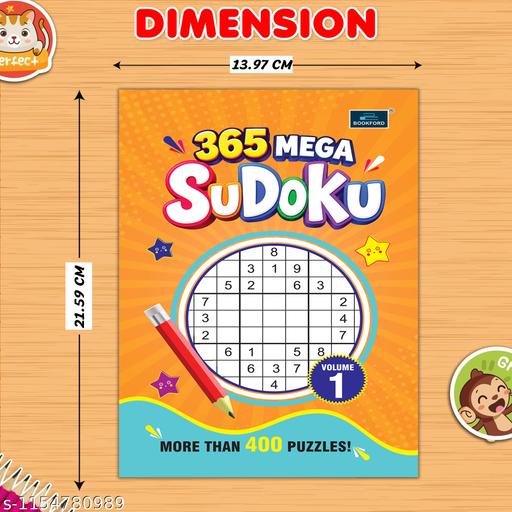 DIMENSION
Perfect
13.97 CM
21.59 CM
BOOKFORD
365 MEGA
SuDoKu
8
3 1 9
5 2 6 3
7 2
3 4
2 7
6 1 5 8
6 3 7
4
VOLUME
1
MORE THAN 400 PUZZLES!
s-1154780989